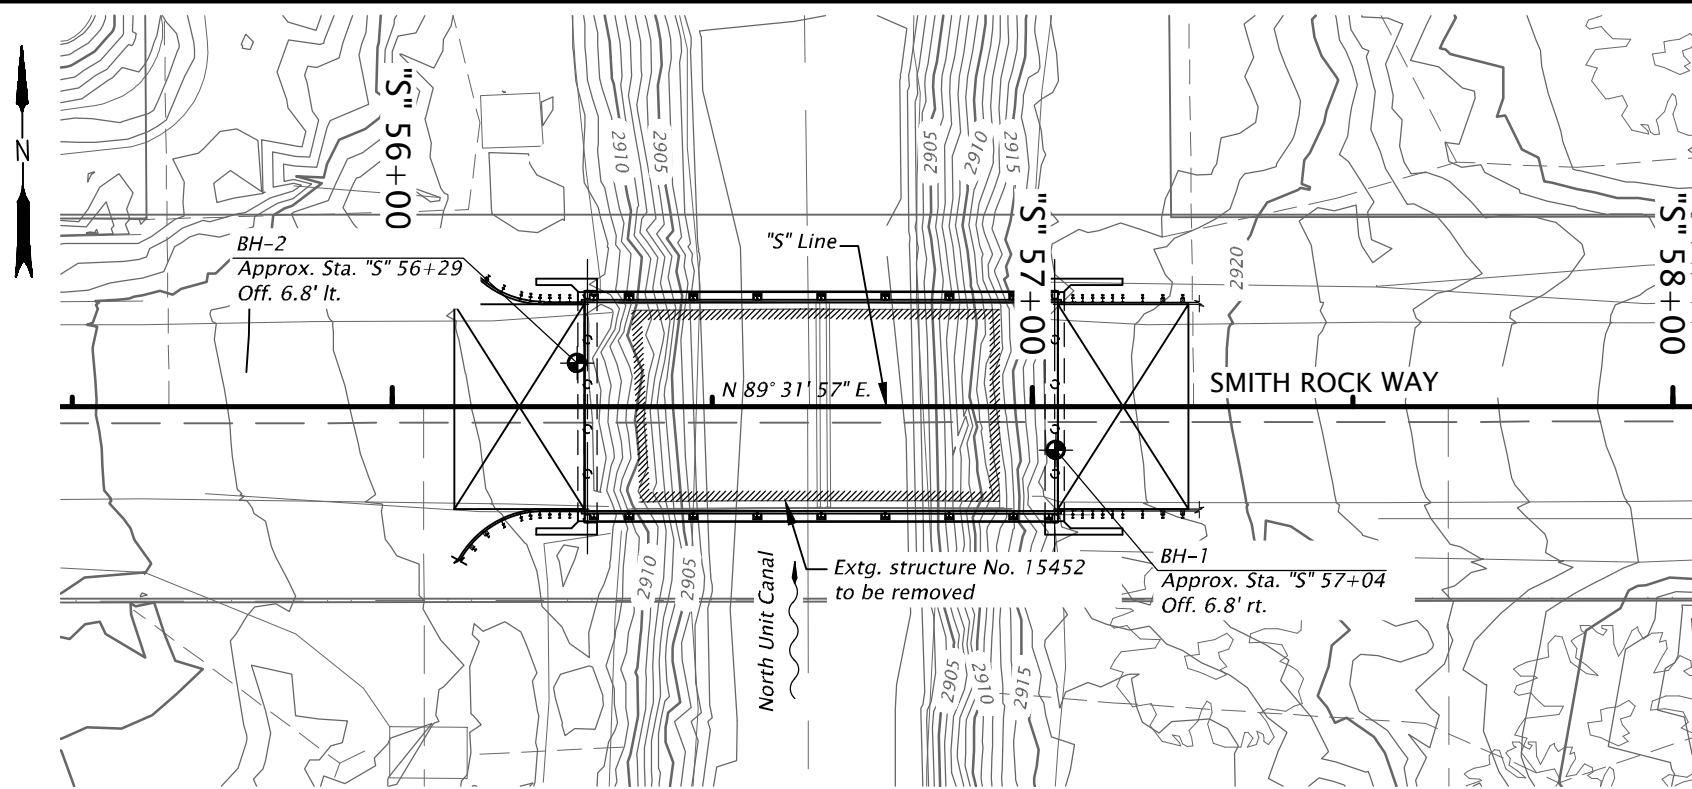 N
"S" 56+00
2910
2905
2905
2910
2915
"S" 57+00
"S" 58+00
BH-2
Approx. Sta. "S" 56+29
Off. 6.8' lt.
"S" Line
2920
N 89° 31' 57" E.
SMITH ROCK WAY
2910
2905
North Unit Canal
Extg. structure No. 15452
to be removed
BH-1
Approx. Sta. "S" 57+04
Off. 6.8' rt.
2905
2910
2915